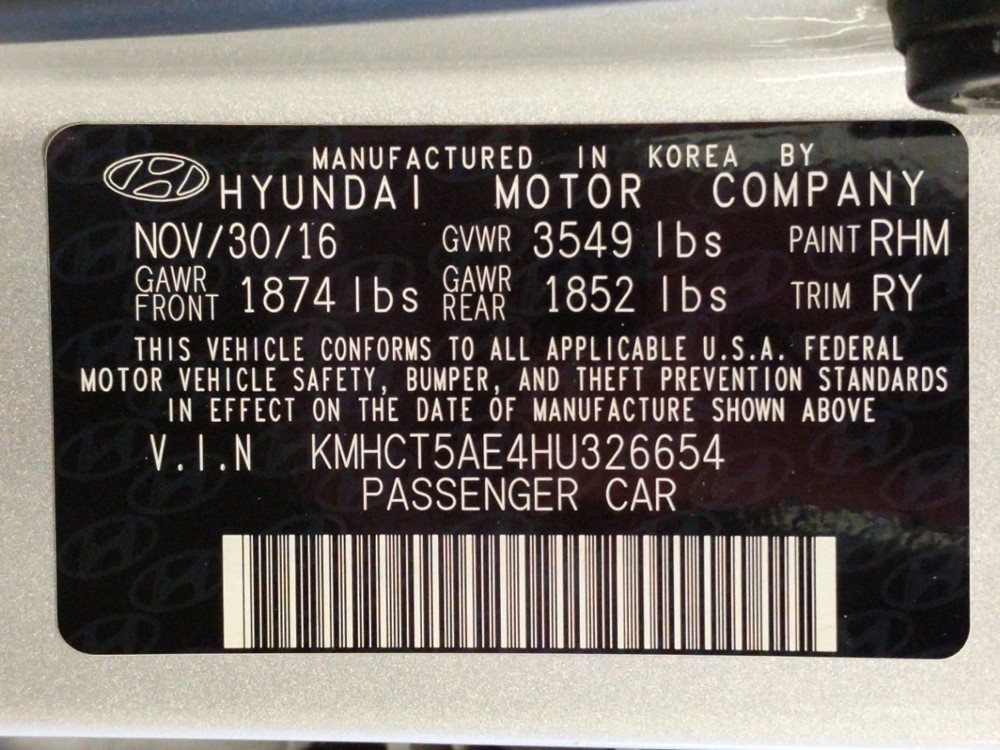 MANUFACTURED IN KOREA BY
HYUNDAI MOTOR COMPANY
NOV/30/16 GVWR 3549 lbs PAINT RHM
GAWR FRONT 1874 lbs GAWR REAR 1852 lbs TRIM RY
THIS VEHICLE CONFORMS TO ALL APPLICABLE U.S.A. FEDERAL
MOTOR VEHICLE SAFETY, BUMPER, AND THEFT PREVENTION STANDARDS
IN EFFECT ON THE DATE OF MANUFACTURE SHOWN ABOVE
V.I.N KMHCT5AE4HU326654
PASSENGER CAR